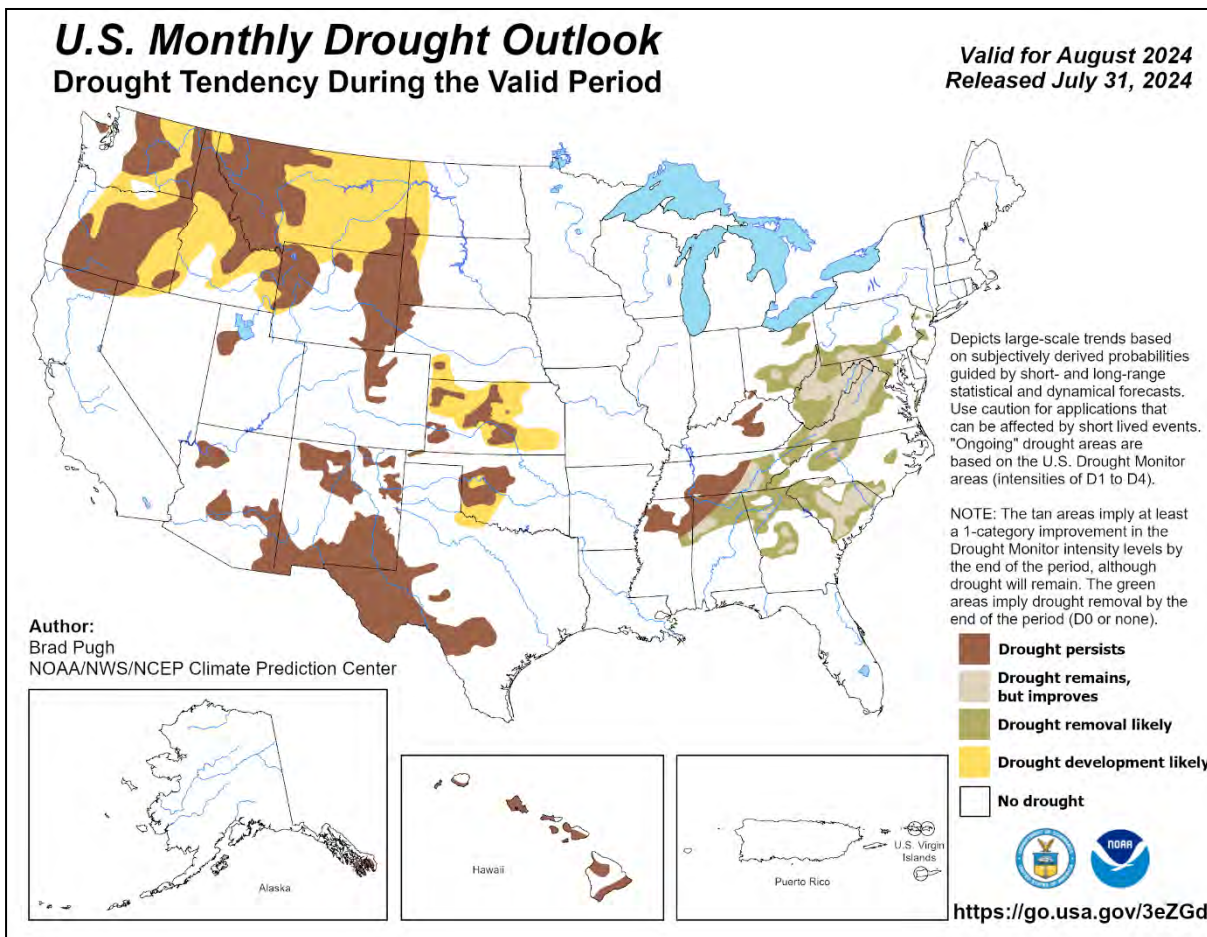 U.S. Monthly Drought Outlook
Drought Tendency During the Valid Period
Valid for August 2024
Released July 31, 2024
Depicts large-scale trends based
on subjectively derived probabilities
guided by short- and long-range
statistical and dynamical forecasts.
Use caution for applications that
can be affected by short lived events.
"Ongoing" drought areas are
based on the U.S. Drought Monitor
areas (intensities of D1 to D4).
NOTE: The tan areas imply at least
a 1-category improvement in the
Drought Monitor intensity levels by
the end of the period, although
drought will remain. The green
areas imply drought removal by the
end of the period (D0 or none).
Author:
Brad Pugh
NOAA/NWS/NCEP Climate Prediction Center
Drought persists
Drought remains,
but improves
Drought removal likely
Drought development likely
No drought
Alaska
Hawaii
Puerto Rico
U.S. Virgin
Islands
NOAA
https://go.usa.gov/3eZGd